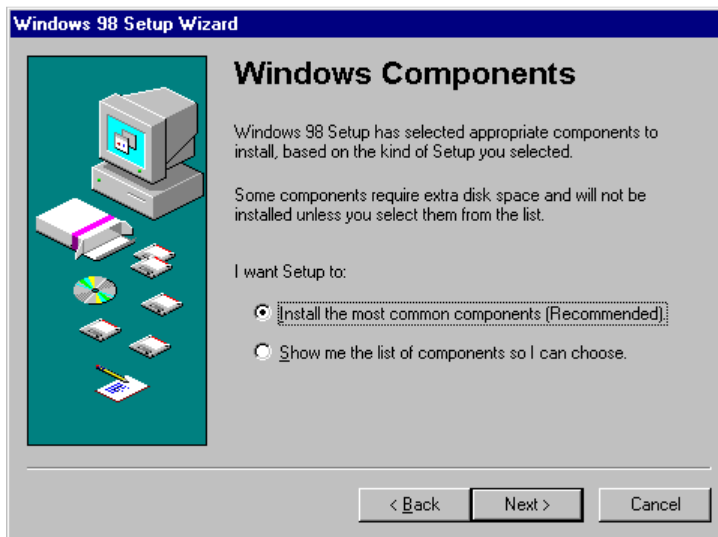 Windows 98 Setup Wizard
Windows Components
Windows 98 Setup has selected appropriate components to
install, based on the kind of Setup you selected.
Some components require extra disk space and will not be
installed unless you select them from the list.
I want Setup to:
Install the most common components (Recommended).
Show me the list of components so I can choose.
< Back
Next >
Cancel